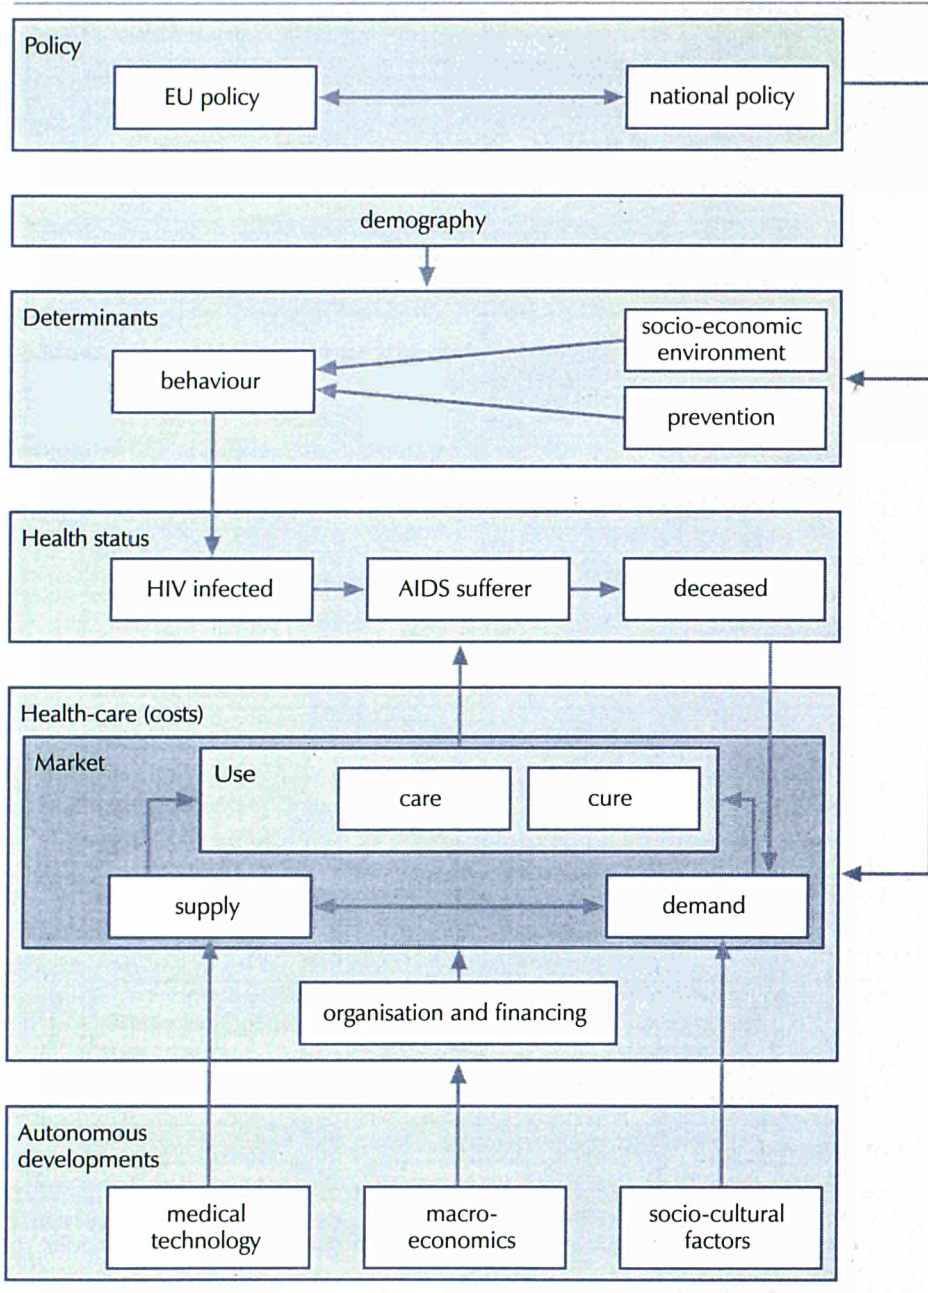 Policy
EU policy
national policy
demography
Determinants
socio-economic
environment
behaviour
prevention
Health status
HIV infected
AIDS sufferer
deceased
Health-care (costs)
Market
Use
care
cure
supply
demand
organisation and financing
Autonomous
developments
medical
technology
macro-
economics
socio-cultural
factors